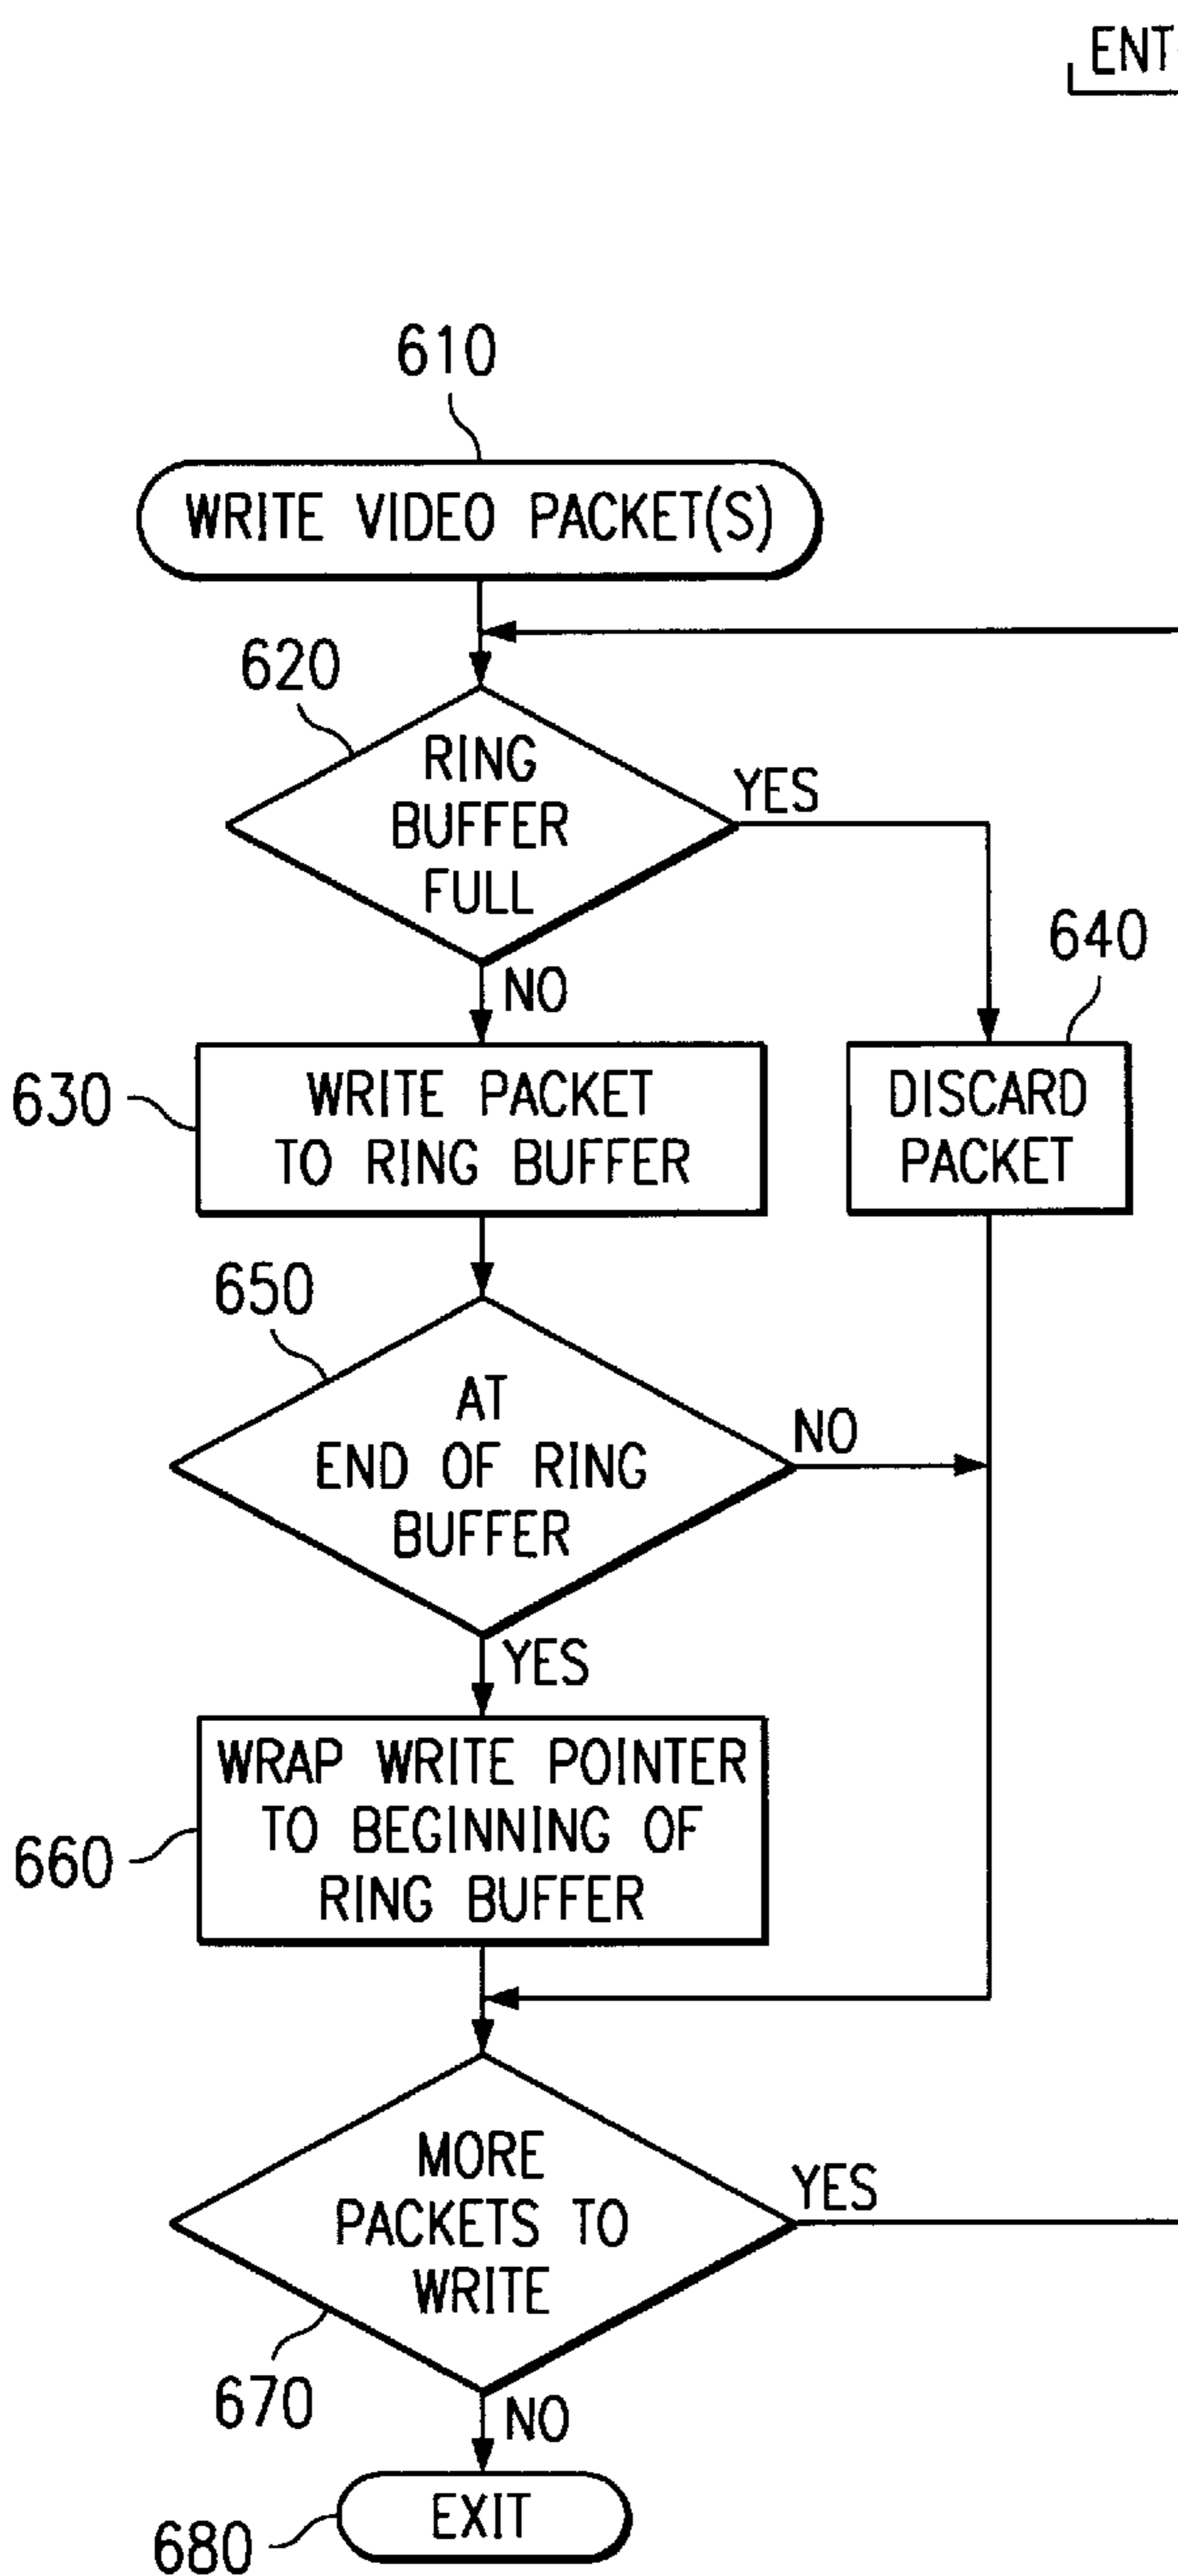 ENT
610
WRITE VIDEO PACKET(S)
620
RING
BUFFER
FULL
YES
NO
640
630
WRITE PACKET
TO RING BUFFER
DISCARD
PACKET
650
AT
END OF RING
BUFFER
NO
YES
660
WRAP WRITE POINTER
TO BEGINNING OF
RING BUFFER
MORE
PACKETS TO
WRITE
YES
670
NO
680
EXIT